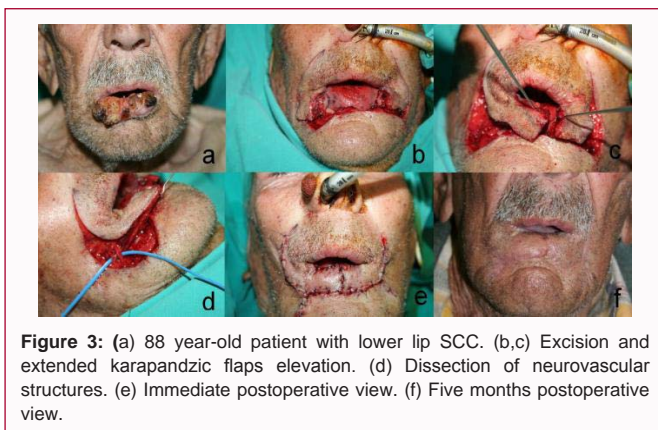 a
b
c
d
e
f
Figure 3: (a) 88 year-old patient with lower lip SCC. (b,c) Excision and
extended karapandzic flaps elevation. (d) Dissection of neurovascular
structures. (e) Immediate postoperative view. (f) Five months postoperative
view.